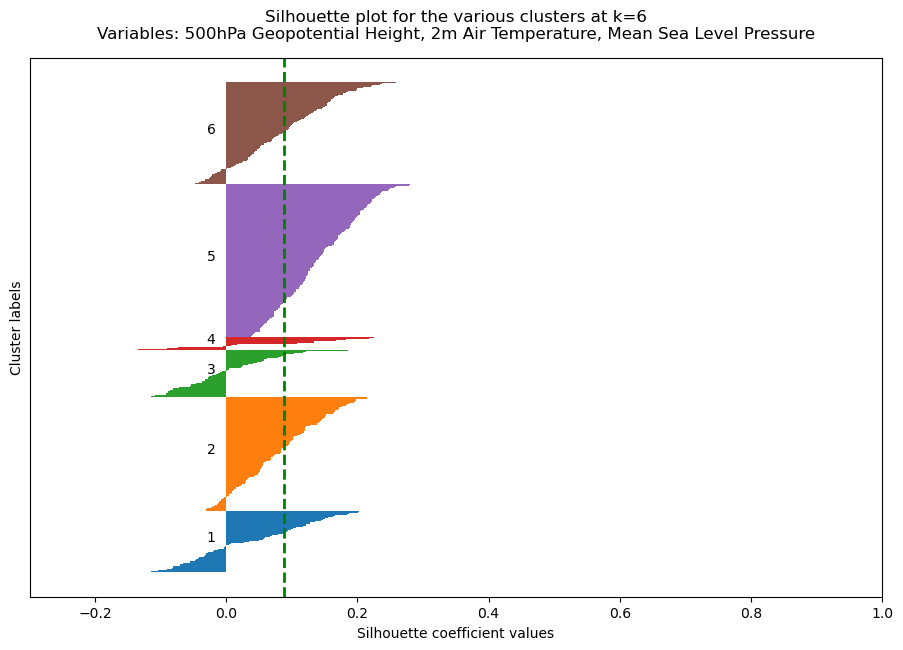 Silhouette plot for the various clusters at k=6
Variables: 500hPa Geopotential Height, 2m Air Temperature, Mean Sea Level Pressure
Cluster labels
6
5
4
3
2
1
−0.2 0.0 0.2 0.4 0.6 0.8 1.0
Silhouette coefficient values